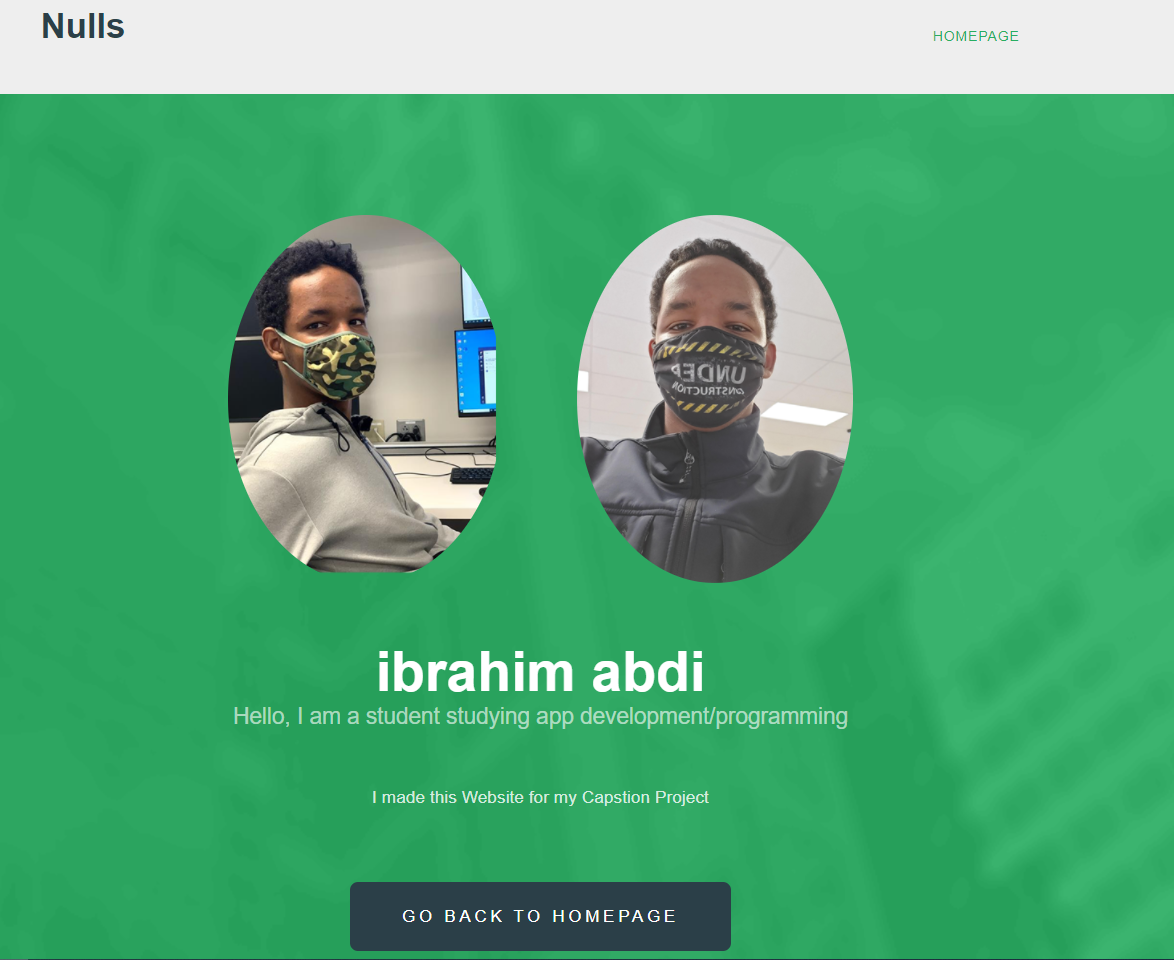 Nulls
HOMEPAGE
UNDER
CONSTRUCTION
ibrahim abdi
Hello, I am a student studying app development/programming
I made this Website for my Capstion Project
GO BACK TO HOMEPAGE